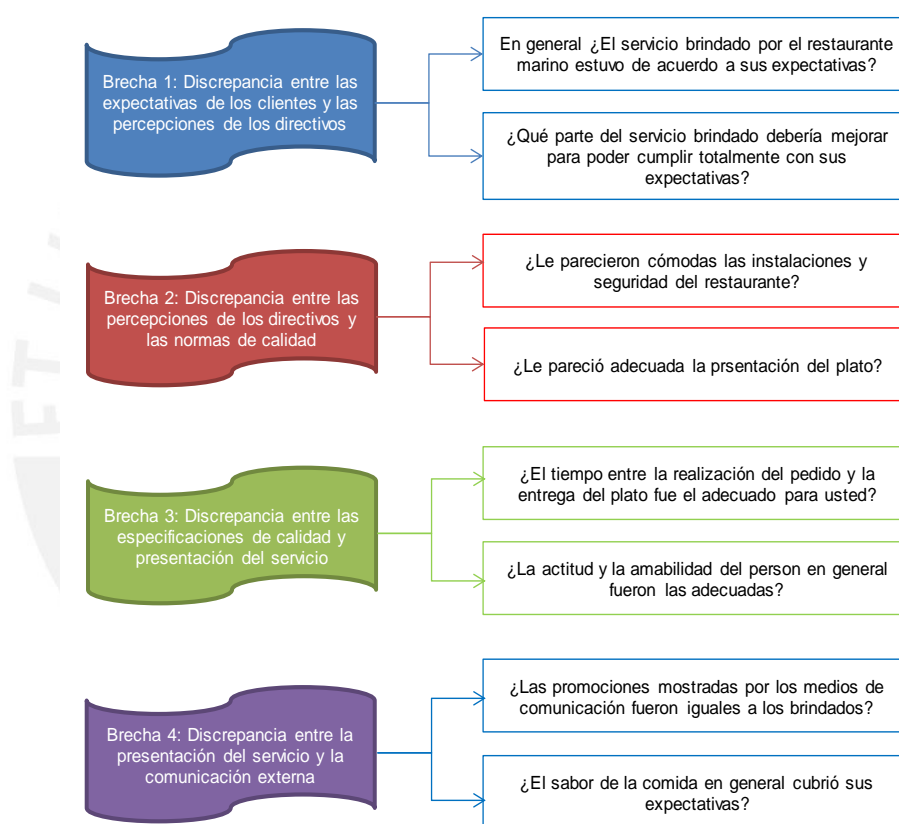 Brecha 1: Discrepancia entre las
expectativas de los clientes y las
percepciones de los directivos
En general ¿El servicio brindado por el restaurante
marino estuvo de acuerdo a sus expectativas?
¿Qué parte del servicio brindado debería mejorar
para poder cumplir totalmente con sus
expectativas?
Brecha 2: Discrepancia entre las
percepciones de los directivos y
las normas de calidad
¿Le parecieron cómodas las instalaciones y
seguridad del restaurante?
¿Le pareció adecuada la prsentación del plato?
Brecha 3: Discrepancia entre las
especificaciones de calidad y
presentación del servicio
¿El tiempo entre la realización del pedido y la
entrega del plato fue el adecuado para usted?
¿La actitud y la amabilidad del person en general
fueron las adecuadas?
Brecha 4: Discrepancia entre la
presentación del servicio y la
comunicación externa
¿Las promociones mostradas por los medios de
comunicación fueron iguales a los brindados?
¿El sabor de la comida en general cubrió sus
expectativas?